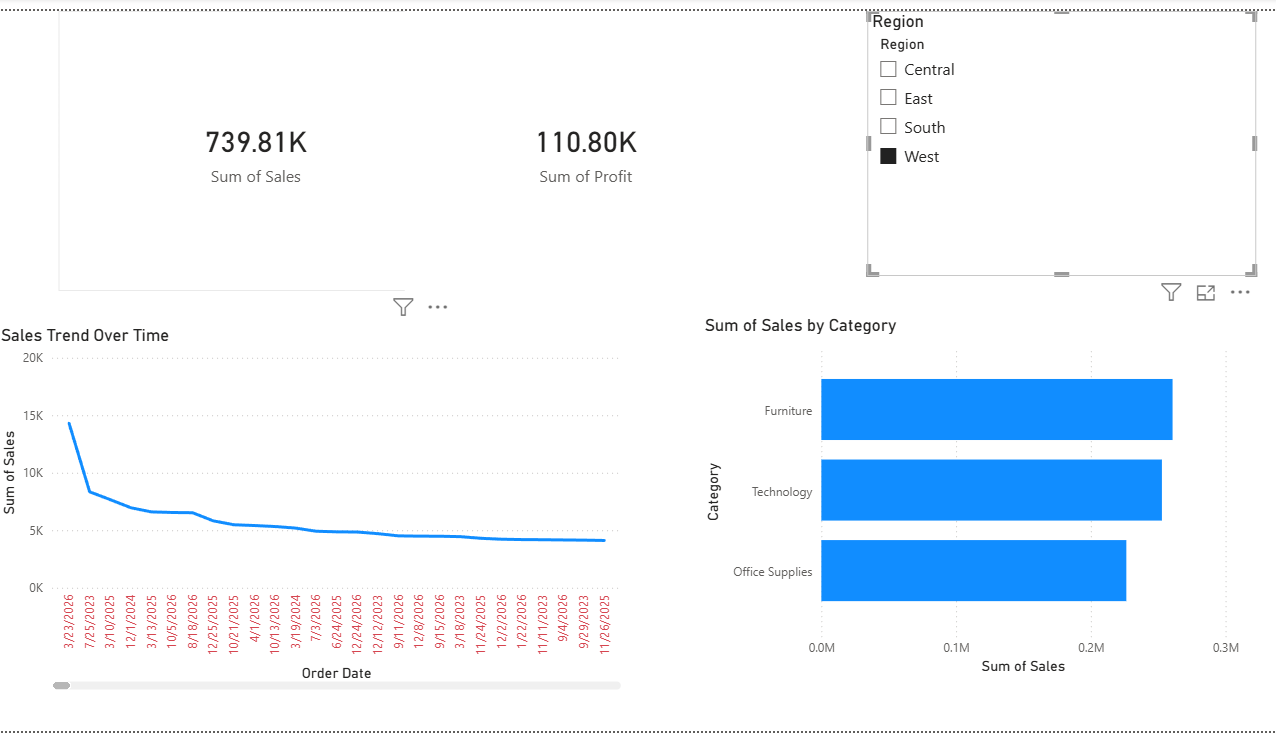 Region
Region
Central
East
South
West
739.81K
Sum of Sales
110.80K
Sum of Profit
Sales Trend Over Time
20K
15K
10K
5K
0K
Sum of Sales
3/23/2026
7/25/2023
3/10/2025
12/1/2024
3/13/2025
10/5/2026
8/18/2026
12/25/2025
10/21/2025
4/1/2026
10/13/2026
3/19/2024
7/3/2026
6/24/2025
12/24/2026
12/12/2023
9/11/2026
12/8/2026
9/15/2026
3/18/2023
11/24/2025
12/2/2026
1/22/2026
11/11/2023
9/4/2026
9/29/2023
11/26/2025
Order Date
Sum of Sales by Category
Category
Furniture
Technology
Office Supplies
0.0M
0.1M
0.2M
0.3M
Sum of Sales